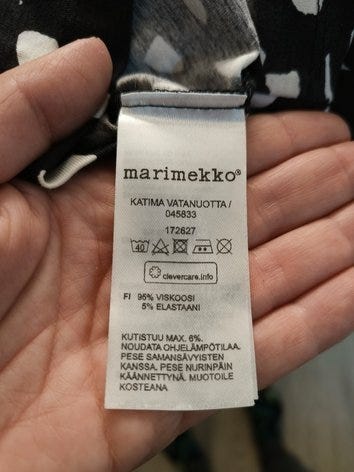 marimekko®
KATIMA VATANUOTTA /
045833
172627
40
clevercare.info
FI 95% VISKOOSI
5% ELASTAANI
KUTISTUU MAX. 6%.
NOUDATA OHJELÄMPÖTILAA.
PESE SAMANSÄVYISTEN
KANSSA. PESE NURINPÄIN
KÄÄNNETTYNÄ. MUOTOILE
KOSTEANA